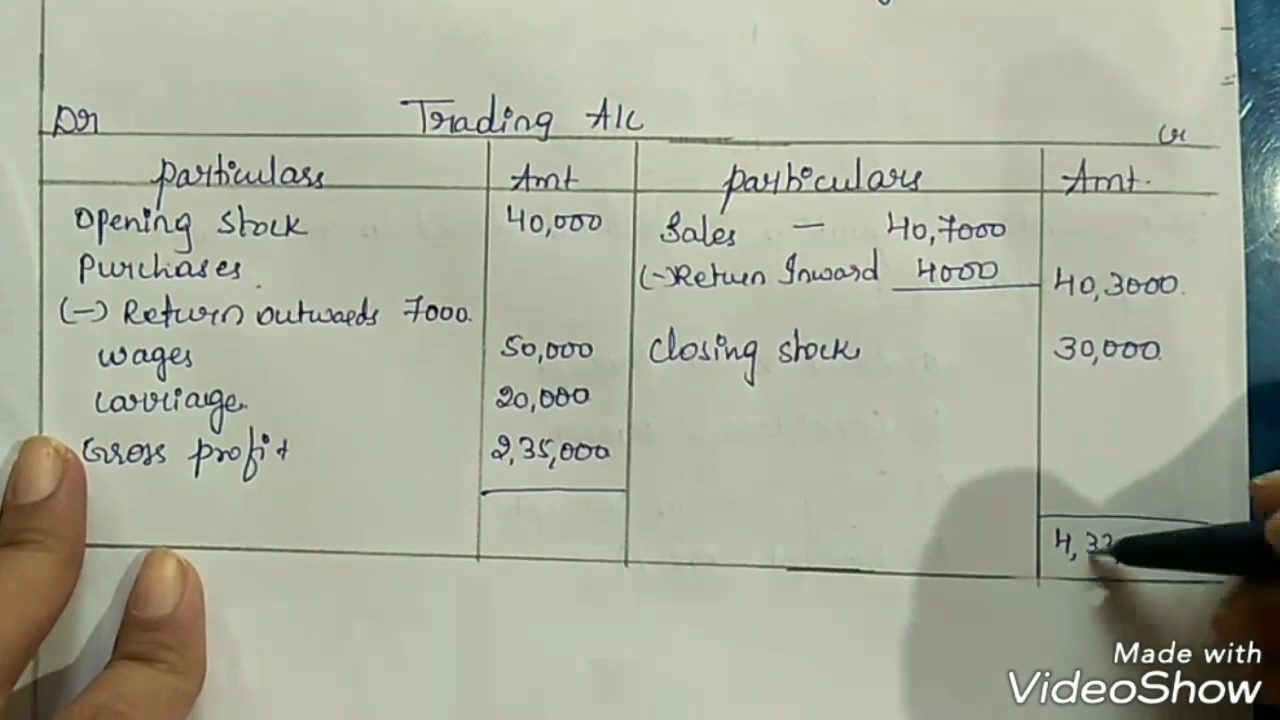 Dr Trading A/c Cr
Particulars Amt Particulars Amt.
Opening stock 40,000 Sales — 40,7000
Purchases
(-) Return Inward 4000 40,3000.
(-) Return outwards 7000.
wages 50,000 Closing stock 30,000
Carriage. 20,000
Gross profit 2,35,000
4,33,
Made with
VideoShow